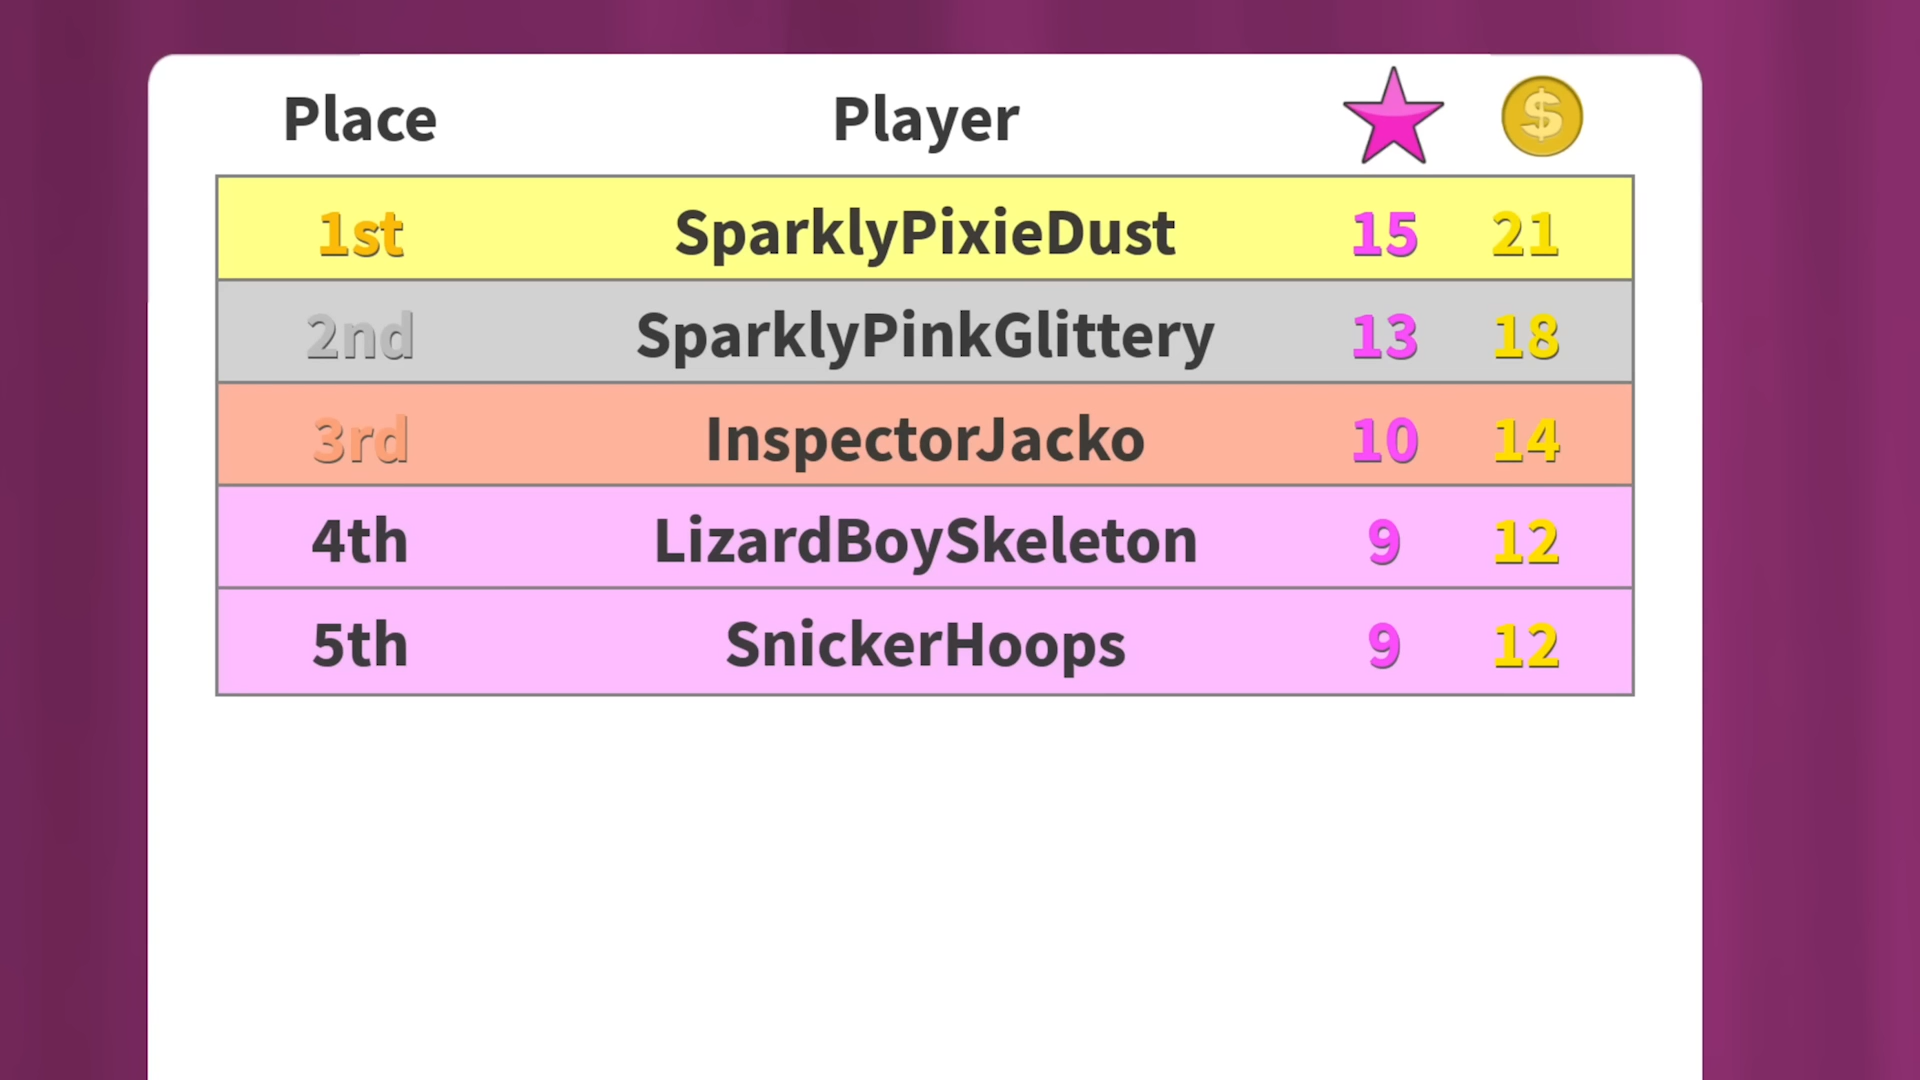 Place Player $
1st SparklyPixieDust 15 21
2nd SparklyPinkGlittery 13 18
3rd InspectorJacko 10 14
4th LizardBoySkeleton 9 12
5th SnickerHoops 9 12